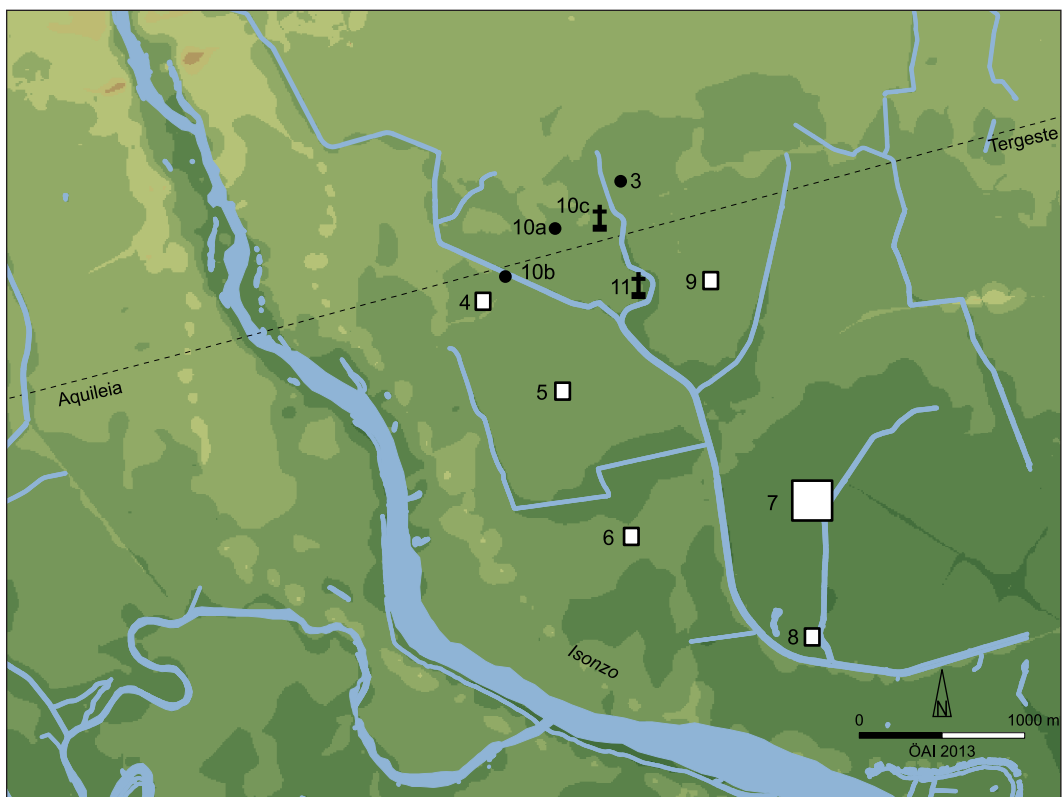 Tergeste
3
10c
10a
10b
11
9
4
Aquileia
5
7
6
8
Isonzo
N
0 1000 m
ÖAI 2013